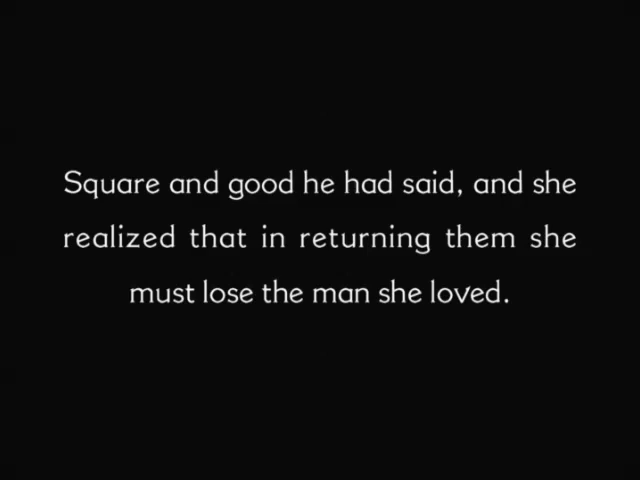 Square and good he had said, and she
realized that in returning them she
must lose the man she loved.